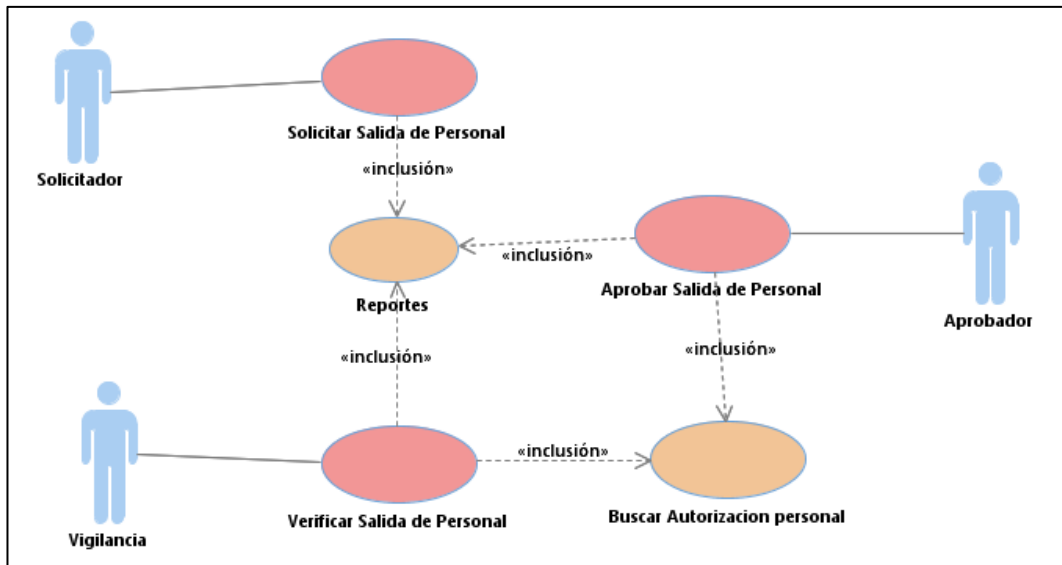 Solicitar Salida de Personal
«inclusión»
Solicitador
«inclusión»
Reportes
Aprobar Salida de Personal
Aprobador
«inclusión»
«inclusión»
«inclusión»
Verificar Salida de Personal
Buscar Autorizacion personal
Vigilancia